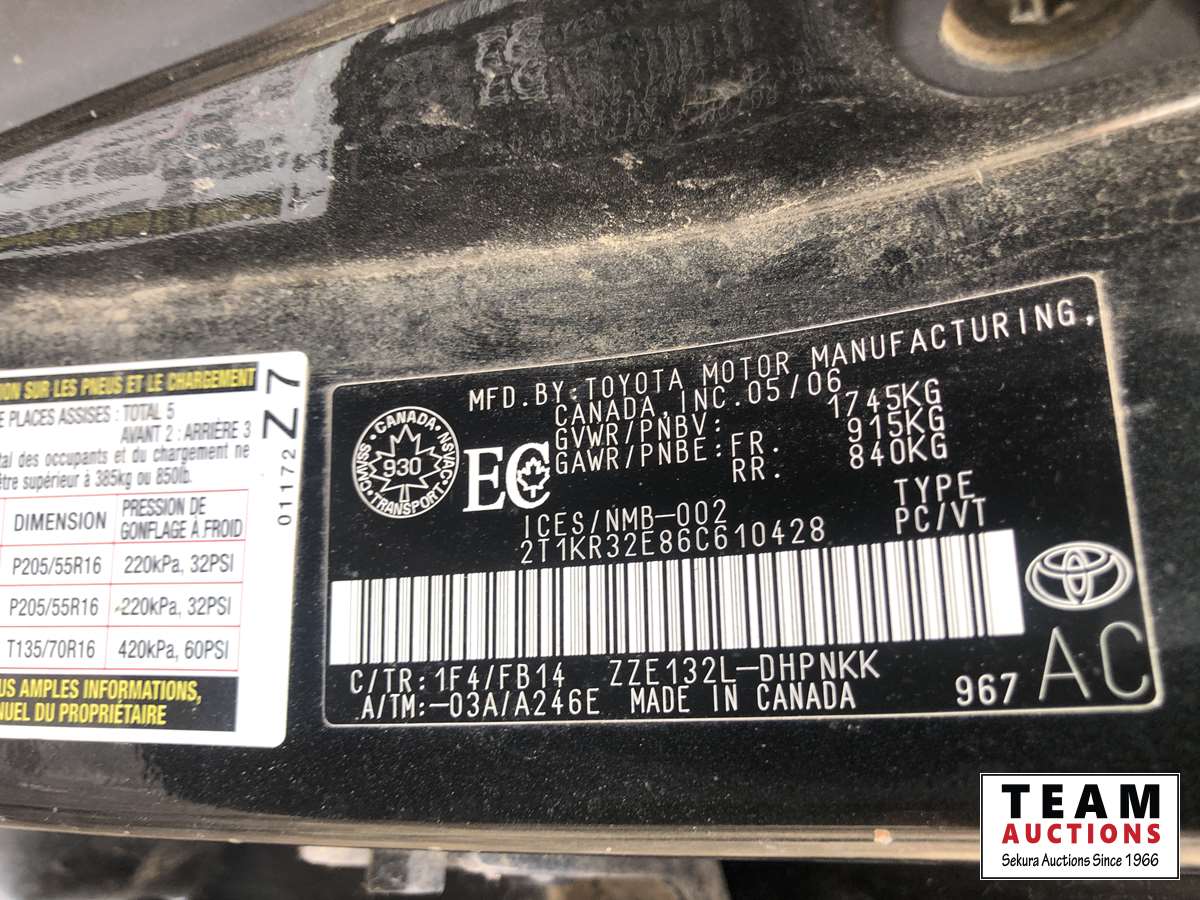 ION SUR LES PNEUS ET LE CHARGEMENT
E PLACES ASSISES : TOTAL 5
AVANT 2 : ARRIÈRE 3
tal des occupants et du chargement ne
être supérieur à 385kg ou 850lb.
DIMENSION PRESSION DE GONFLAGE À FROID
P205/55R16 220kPa, 32PSI
P205/55R16 220kPa, 32PSI
T135/70R16 420kPa, 60PSI
US AMPLES INFORMATIONS,
NUEL DU PROPRIÉTAIRE
01172 Z7
MFD. BY: TOYOTA MOTOR MANUFACTURING,
CANADA, INC. 05/06
GVWR/PNBV: 1745KG
GAWR/PNBE: FR. 915KG
RR. 840KG
CANADA
930
TRANSPORT
CMVSS
NSVAC
EC
ICES/NMB-002
TYPE
2T1KR32E86C610428 PC/VT
C/TR: 1F4/FB14 ZZE132L-DHPNKK
A/TM:-03A/A246E MADE IN CANADA
967 AC
TEAM
AUCTIONS
Sekura Auctions Since 1966